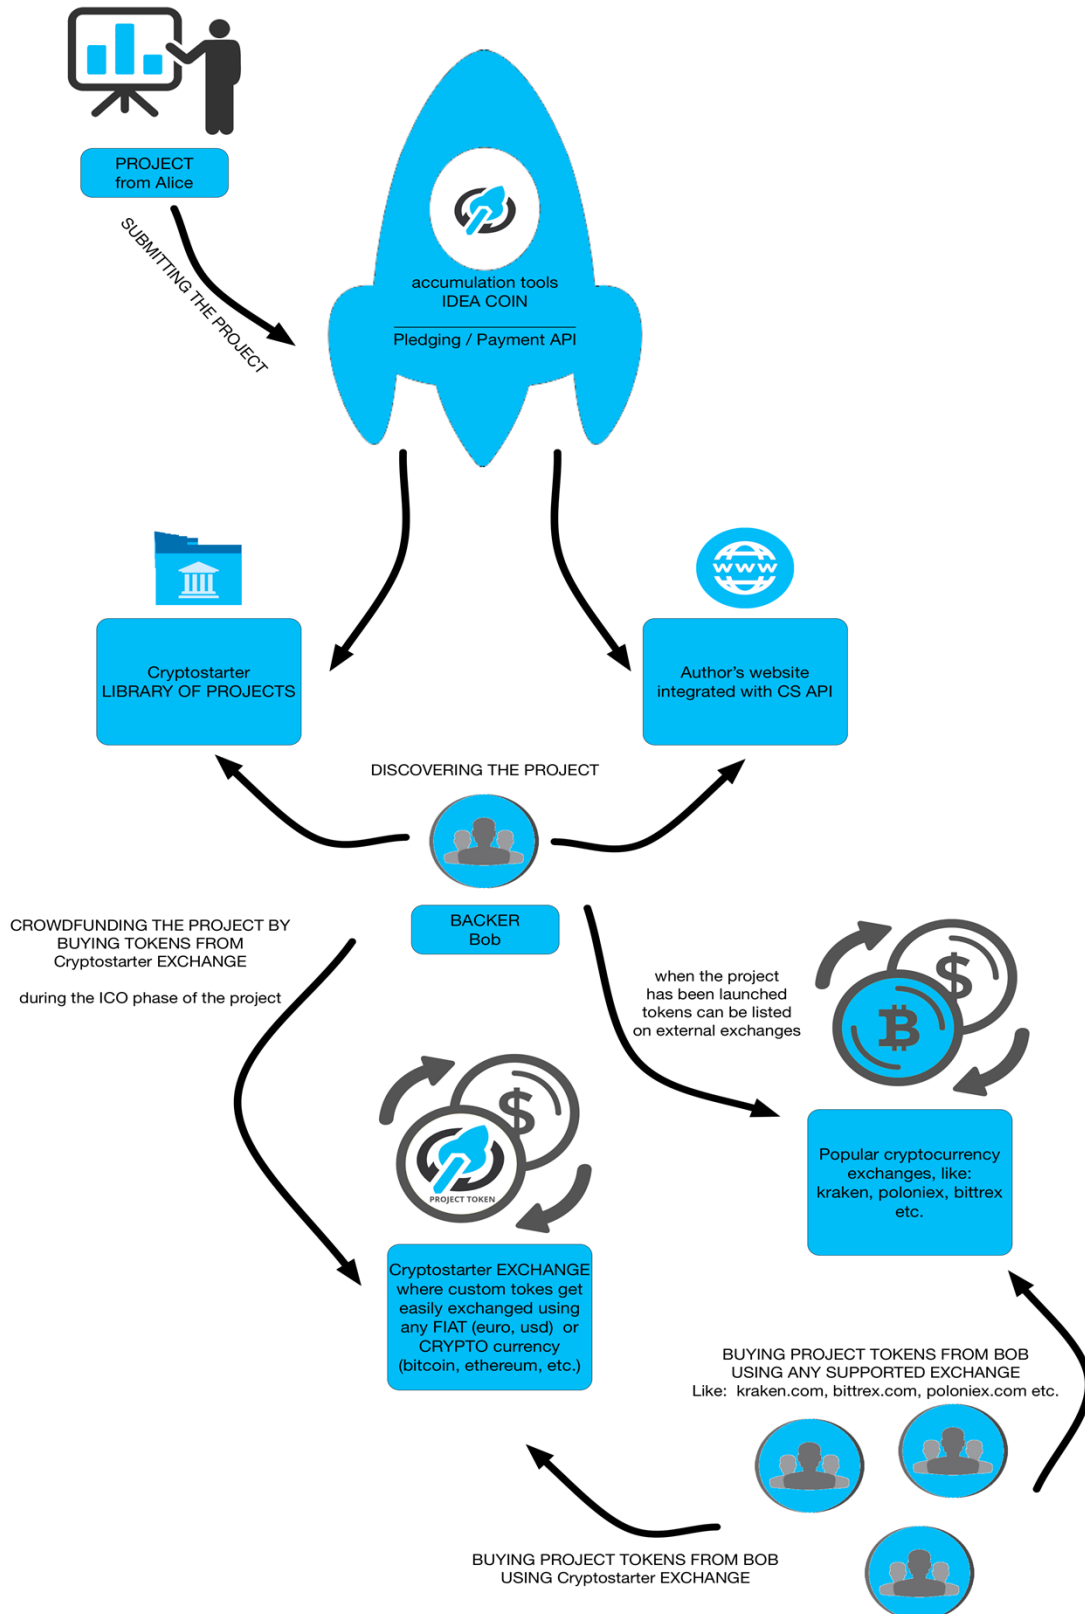 PROJECT
from Alice
SUBMITTING THE PROJECT
accumulation tools
IDEA COIN
Pledging / Payment API
www
Cryptostarter
LIBRARY OF PROJECTS
Author's website
integrated with CS API
DISCOVERING THE PROJECT
BACKER
Bob
CROWDFUNDING THE PROJECT BY
BUYING TOKENS FROM
Cryptostarter EXCHANGE
during the ICO phase of the project
when the project
has been launched
tokens can be listed
on external exchanges
$
B
$
PROJECT TOKEN
Popular cryptocurrency
exchanges, like:
kraken, poloniex, bittrex
etc.
Cryptostarter EXCHANGE
where custom tokes get
easily exchanged using
any FIAT (euro, usd) or
CRYPTO currency
(bitcoin, ethereum, etc.)
BUYING PROJECT TOKENS FROM BOB
USING ANY SUPPORTED EXCHANGE
Like: kraken.com, bittrex.com, poloniex.com etc.
BUYING PROJECT TOKENS FROM BOB
USING Cryptostarter EXCHANGE